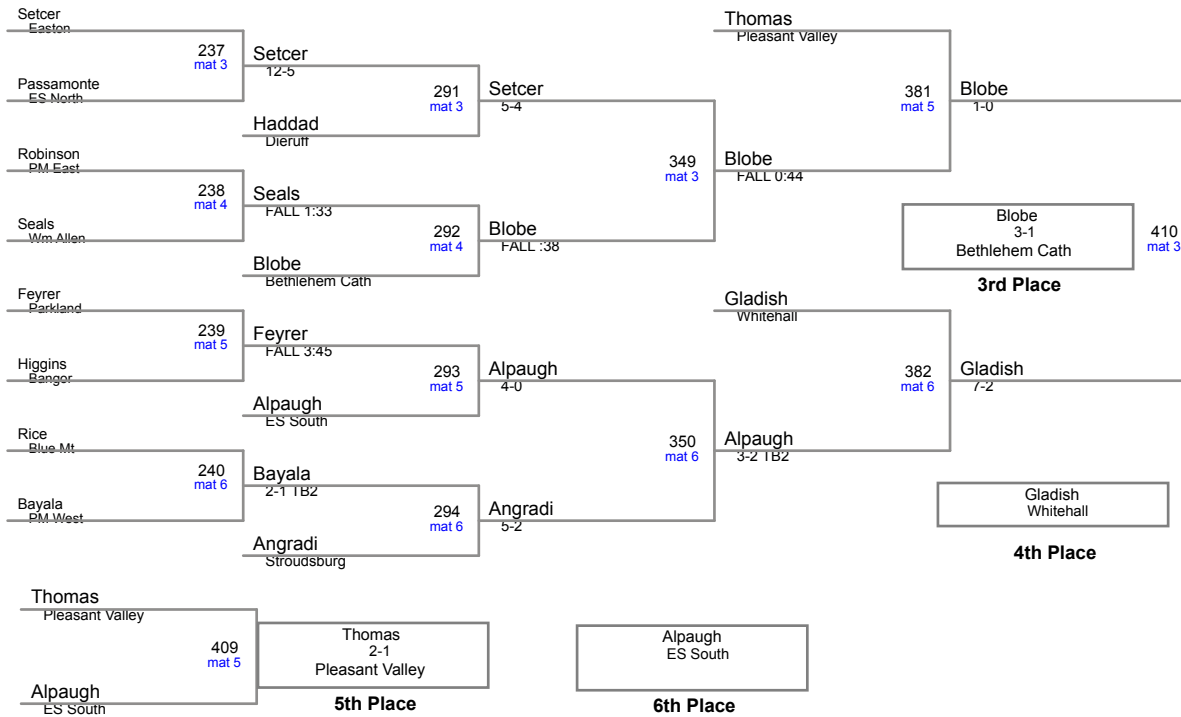 Setcer
Easton
237
mat 3
Passamonte
ES North
Setcer
12-5
291
mat 3
Haddad
Dieruff
Setcer
5-4
Robinson
PM East
238
mat 4
Seals
Wm Allen
Seals
FALL 1:33
292
mat 4
Blobe
Bethlehem Cath
Blobe
FALL :38
349
mat 3
Thomas
Pleasant Valley
381
mat 5
Blobe
FALL 0:44
Blobe
1-0
Blobe
3-1
Bethlehem Cath
410
mat 3
3rd Place
Feyrer
Parkland
239
mat 5
Higgins
Bangor
Feyrer
FALL 3:45
293
mat 5
Alpaugh
ES South
Alpaugh
4-0
Rice
Blue Mt
240
mat 6
Bayala
PM West
Bayala
2-1 TB2
294
mat 6
Angradi
Stroudsburg
Angradi
5-2
350
mat 6
Gladish
Whitehall
382
mat 6
Alpaugh
3-2 TB2
Gladish
7-2
Gladish
Whitehall
4th Place
Thomas
Pleasant Valley
409
mat 5
Alpaugh
ES South
Thomas
2-1
Pleasant Valley
5th Place
Alpaugh
ES South
6th Place